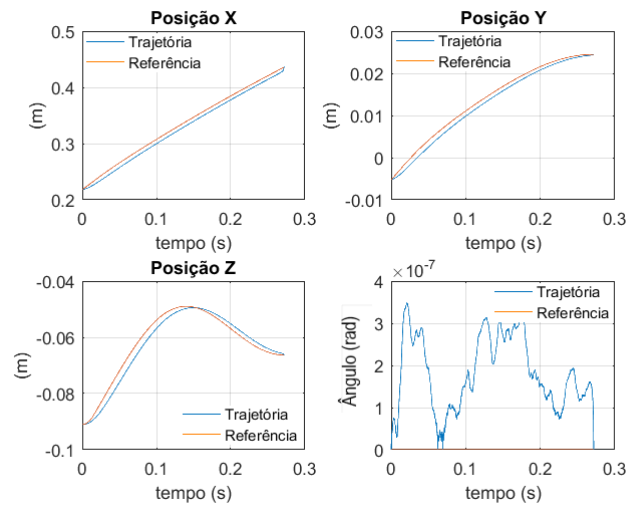 Posição X
0.5
0.4
0.3
0.2
(m)
Trajetória
Referência
0 0.1 0.2 0.3
tempo (s)
Posição Y
0.03
0.02
0.01
0
-0.01
(m)
Trajetória
Referência
0 0.1 0.2 0.3
tempo (s)
Posição Z
-0.04
-0.06
-0.08
-0.1
(m)
Trajetória
Referência
0 0.1 0.2 0.3
tempo (s)
×10⁻⁷
4
3
2
1
0
Ângulo (rad)
Trajetória
Referência
0 0.1 0.2 0.3
tempo (s)